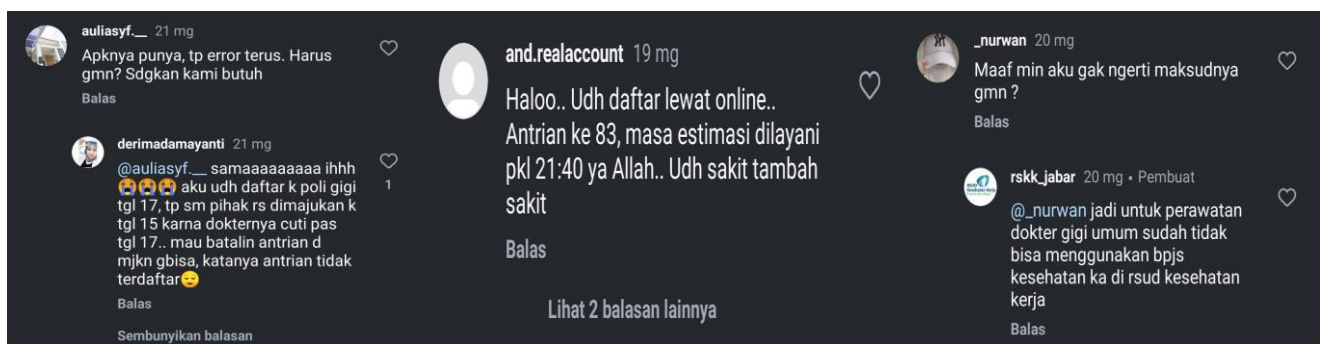 auliasyf.__ 21 mg
Apknya punya, tp error terus. Harus
gmn? Sdgkan kami butuh
Balas
derimadamayanti 21 mg
@auliasyf.__ samaaaaaaaaa ihhh
😭😭😭 aku udh daftar k poli gigi
tgl 17, tp sm pihak rs dimajukan k
tgl 15 karna dokternya cuti pas
tgl 17.. mau batalin antrian d
mjkn gbisa, katanya antrian tidak
terdaftar😌
1
Balas
Sembunyikan balasan
and.realaccount 19 mg
Haloo.. Udh daftar lewat online..
Antrian ke 83, masa estimasi dilayani
pkl 21:40 ya Allah.. Udh sakit tambah
sakit
Balas
Lihat 2 balasan lainnya
_nurwan 20 mg
Maaf min aku gak ngerti maksudnya
gmn ?
Balas
rskk_jabar 20 mg • Pembuat
@_nurwan jadi untuk perawatan
dokter gigi umum sudah tidak
bisa menggunakan bpjs
kesehatan ka di rsud kesehatan
kerja
Balas